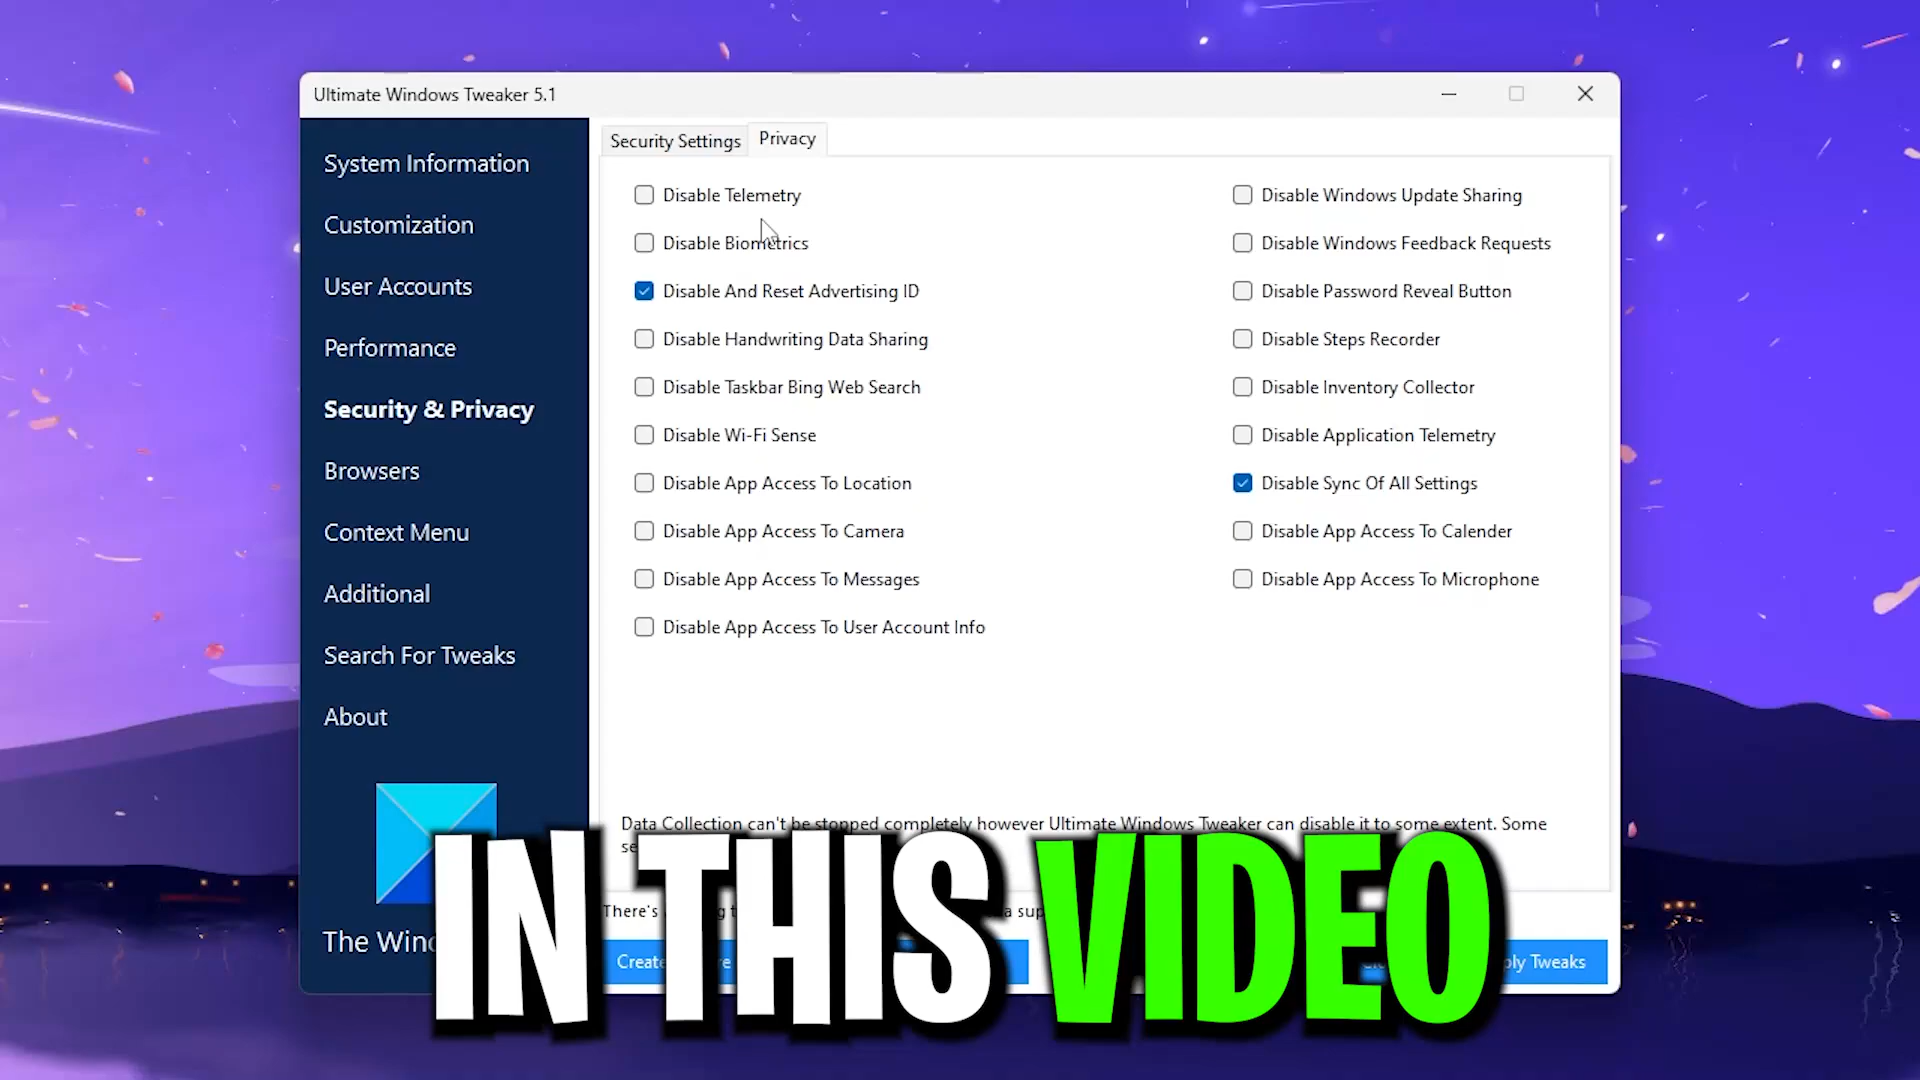 Ultimate Windows Tweaker 5.1
System Information
Customization
User Accounts
Performance
Security & Privacy
Browsers
Context Menu
Additional
Search For Tweaks
About
Security Settings
Privacy
Disable Telemetry
Disable Biometrics
Disable And Reset Advertising ID
Disable Handwriting Data Sharing
Disable Taskbar Bing Web Search
Disable Wi-Fi Sense
Disable App Access To Location
Disable App Access To Camera
Disable App Access To Messages
Disable App Access To User Account Info
Disable Windows Update Sharing
Disable Windows Feedback Requests
Disable Password Reveal Button
Disable Steps Recorder
Disable Inventory Collector
Disable Application Telemetry
Disable Sync Of All Settings
Disable App Access To Calender
Disable App Access To Microphone
Data Collection can't be stopped completely however Ultimate Windows Tweaker can disable it to some extent. Some
There's
The
Create
Tweaks
IN THIS VIDEO